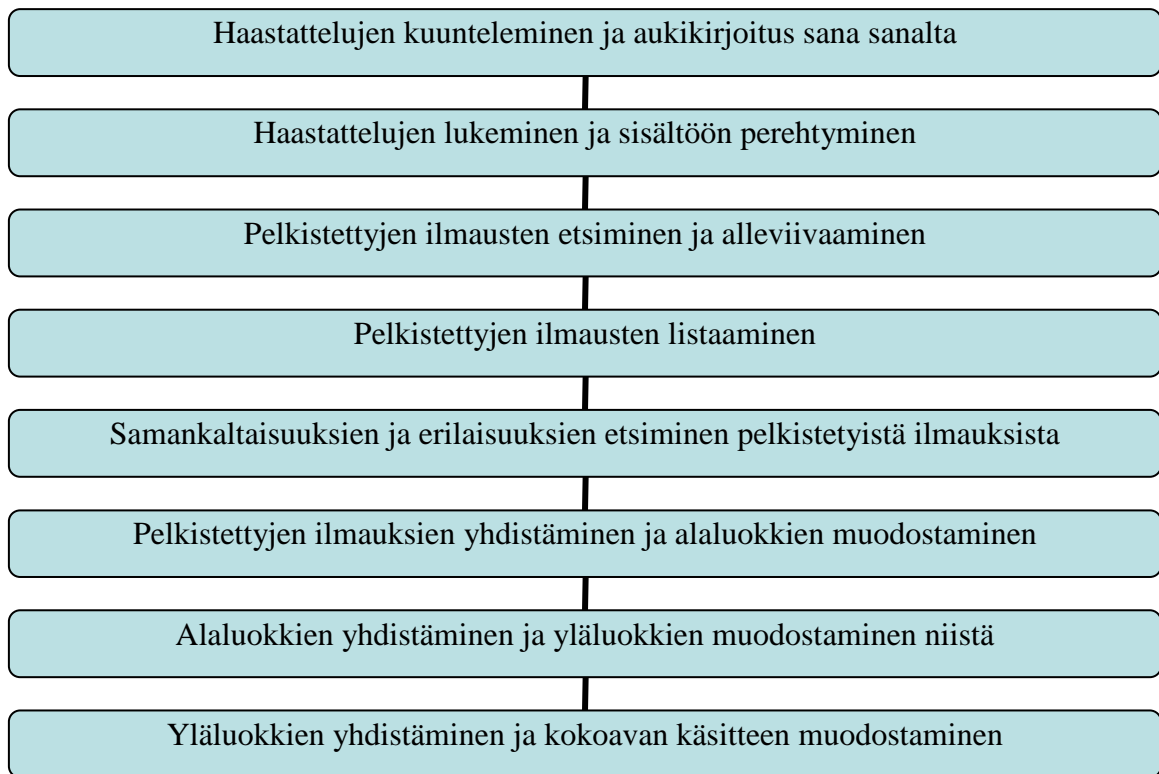 Haastattelujen kuunteleminen ja aukikirjoitus sana sanalta
Haastattelujen lukeminen ja sisältöön perehtyminen
Pelkistettyjen ilmausten etsiminen ja alleviivaaminen
Pelkistettyjen ilmausten listaaminen
Samankaltaisuuksien ja erilaisuuksien etsiminen pelkistetyistä ilmauksista
Pelkistettyjen ilmauksien yhdistäminen ja alaluokkien muodostaminen
Alaluokkien yhdistäminen ja yläluokkien muodostaminen niistä
Yläluokkien yhdistäminen ja kokoavan käsitteen muodostaminen